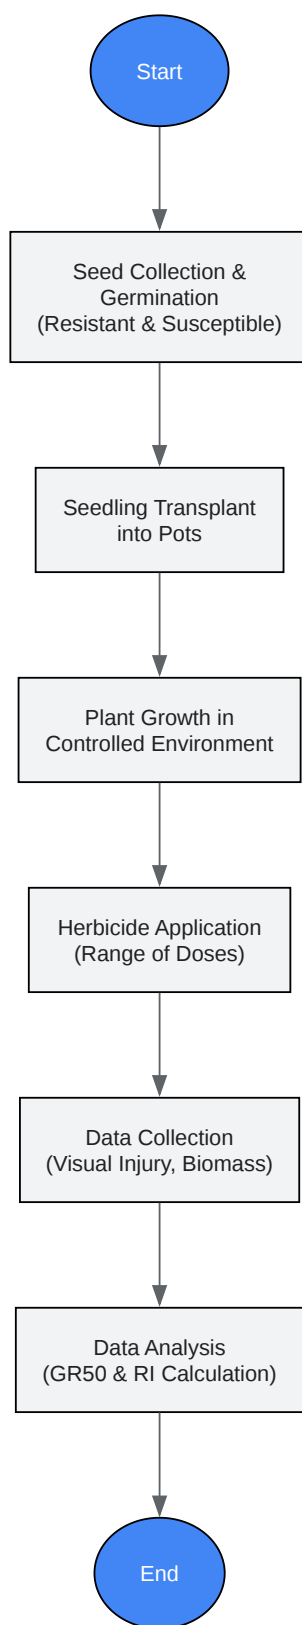 Start
Seed Collection &
Germination
(Resistant & Susceptible)
Seedling Transplant
into Pots
Plant Growth in
Controlled Environment
Herbicide Application
(Range of Doses)
Data Collection
(Visual Injury, Biomass)
Data Analysis
(GR50 & RI Calculation)
End